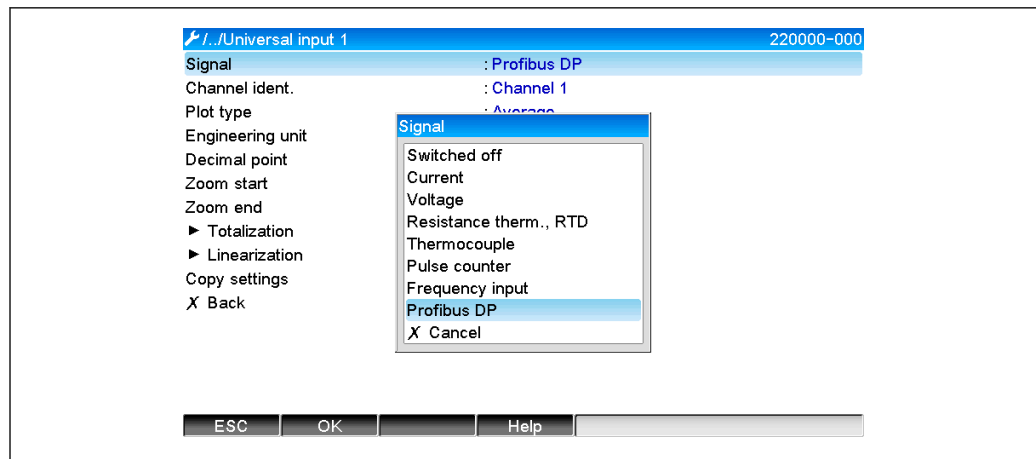 /../Universal input 1 220000-000
Signal : Profibus DP
Channel ident. : Channel 1
Plot type : Average
Engineering unit
Decimal point
Zoom start
Zoom end
► Totalization
► Linearization
Copy settings
X Back
Signal
Switched off
Current
Voltage
Resistance therm., RTD
Thermocouple
Pulse counter
Frequency input
Profibus DP
X Cancel
ESC OK Help